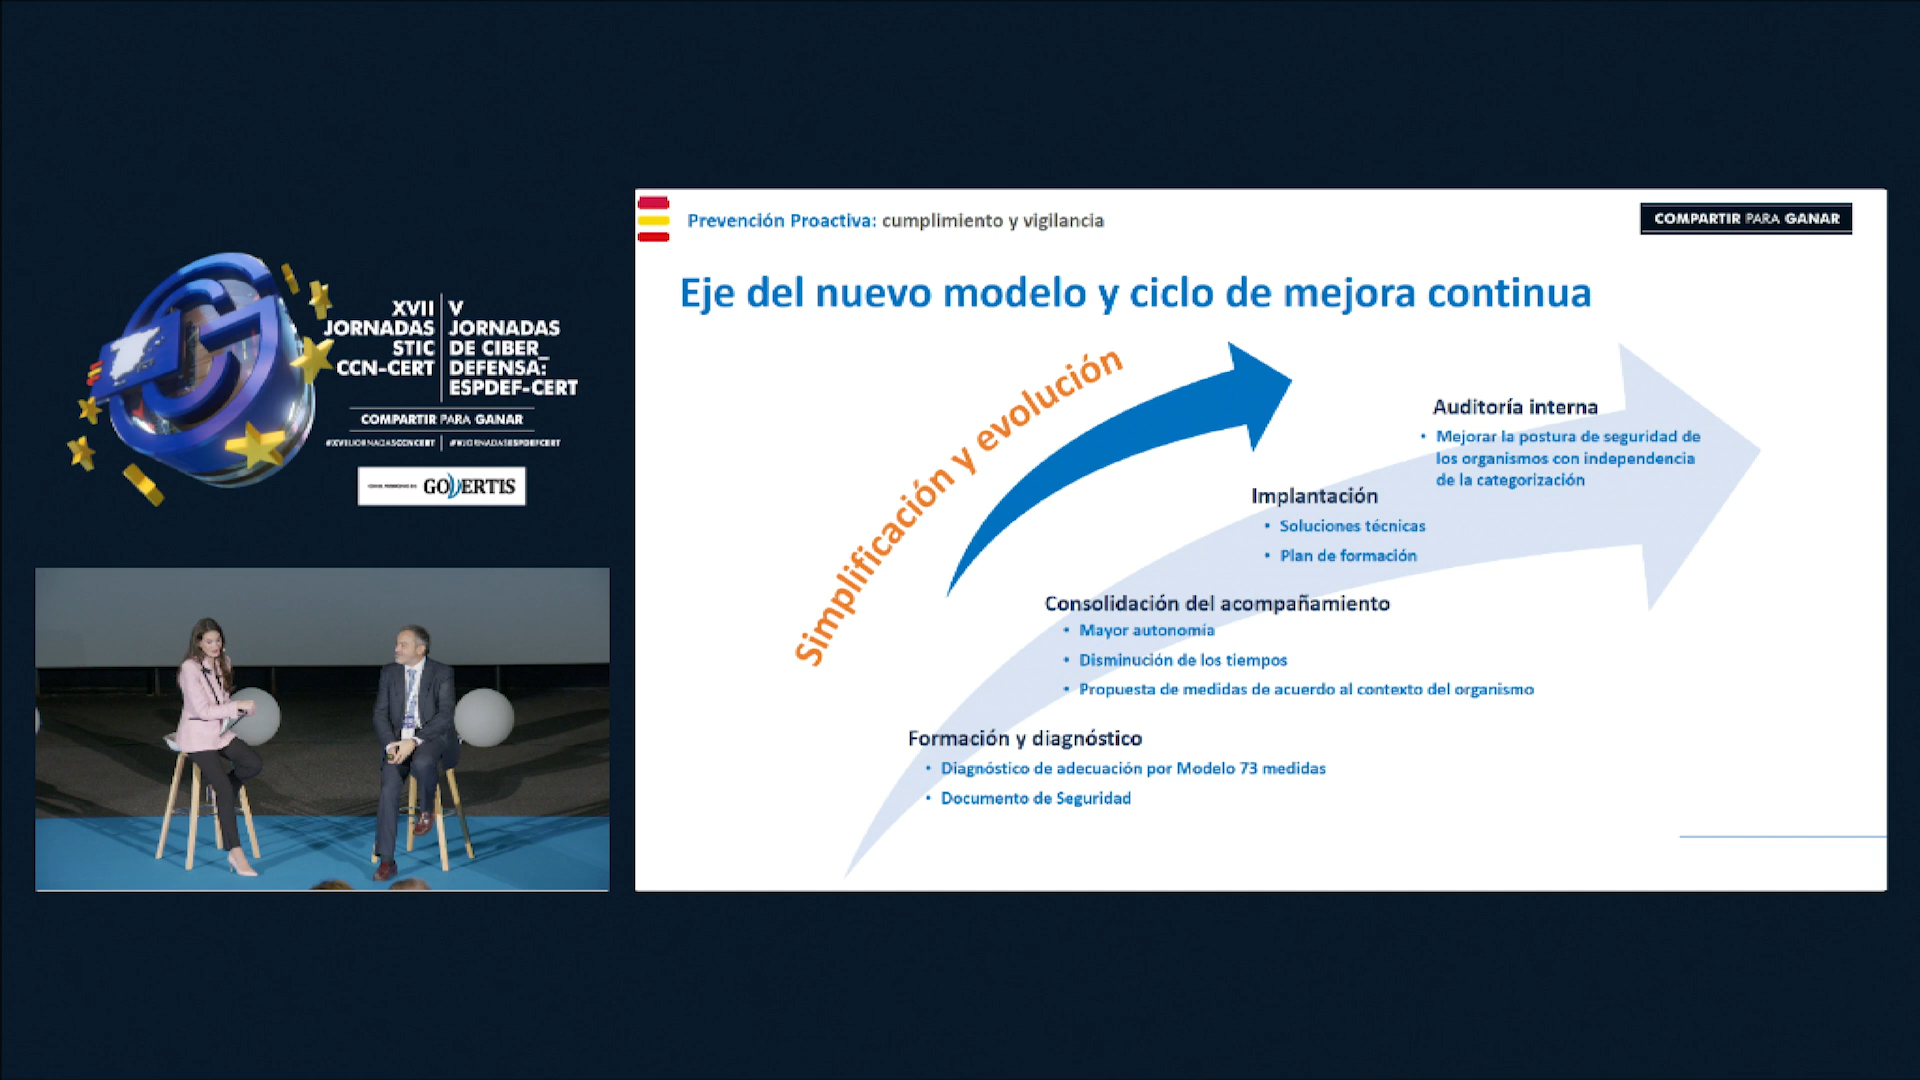 XVII
JORNADAS
STIC
CCN-CERT
V
JORNADAS
DE CIBER_
DEFENSA:
ESPDEF-CERT
COMPARTIR PARA GANAR
#XVIIJORNADASCCNCERT
#VJORNADASESPDEFCERT
GOVERTIS
Prevención Proactiva: cumplimiento y vigilancia
COMPARTIR PARA GANAR
Eje del nuevo modelo y ciclo de mejora continua
Simplificación y evolución
Auditoría interna
• Mejorar la postura de seguridad de
los organismos con independencia
de la categorización
Implantación
• Soluciones técnicas
• Plan de formación
Consolidación del acompañamiento
• Mayor autonomía
• Disminución de los tiempos
• Propuesta de medidas de acuerdo al contexto del organismo
Formación y diagnóstico
• Diagnóstico de adecuación por Modelo 73 medidas
• Documento de Seguridad